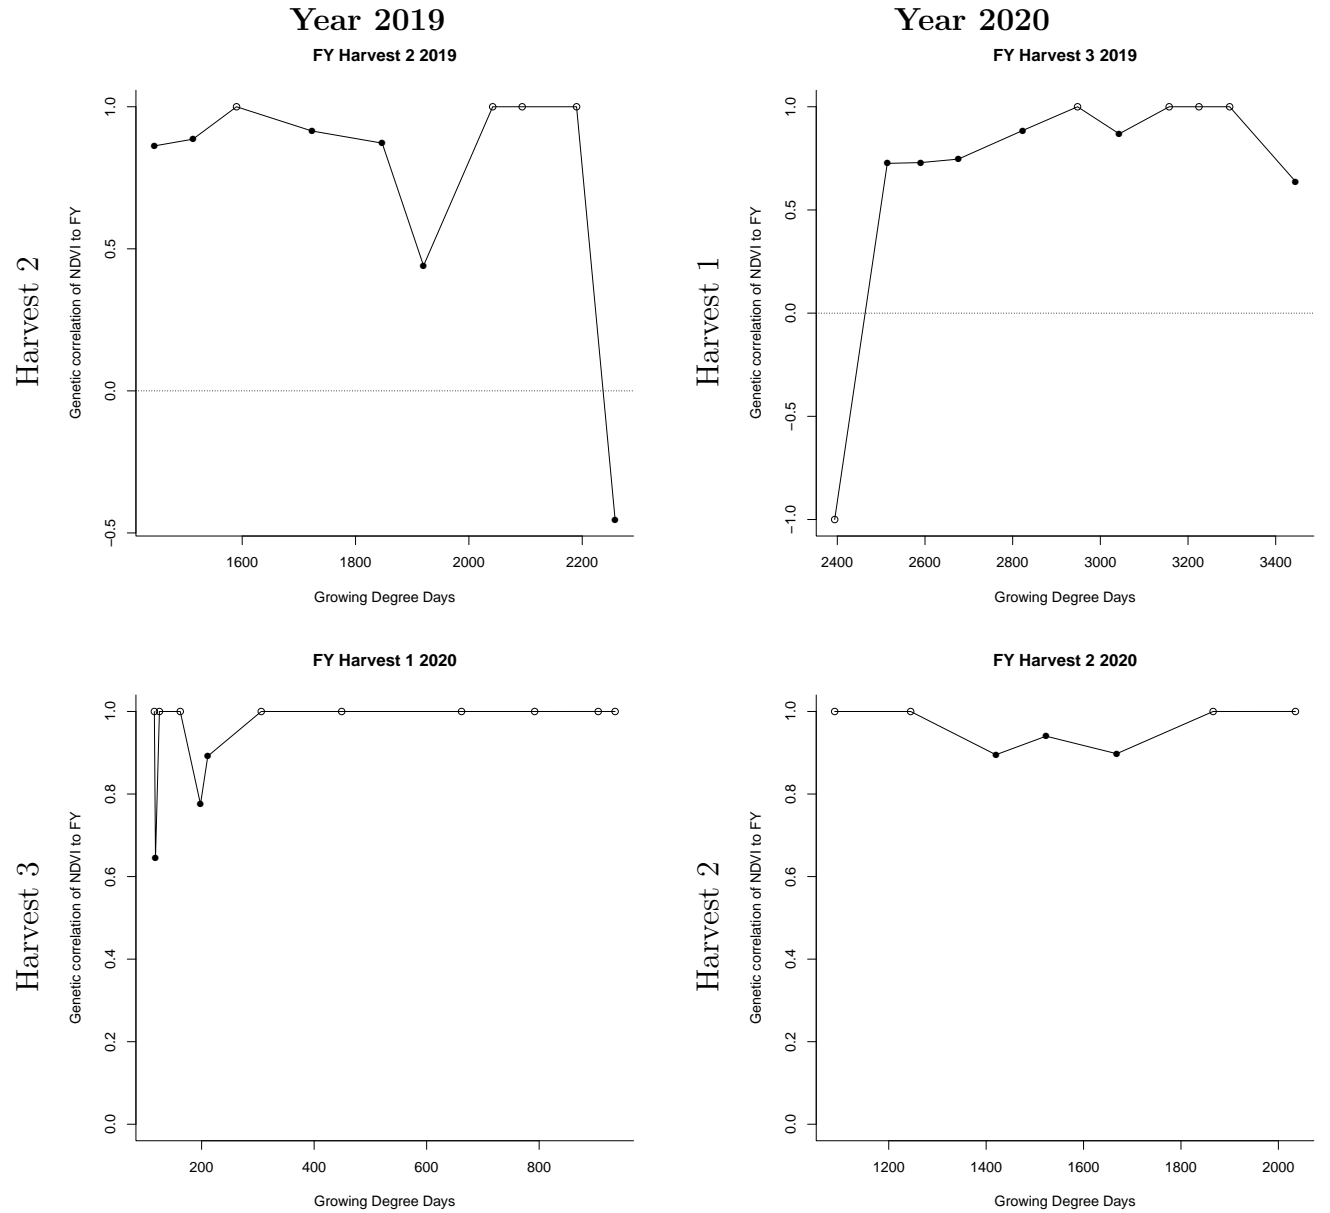 Year 2019
Year 2020
FY Harvest 2 2019
1.0
0.5
0.0
−0.5
Genetic correlation of NDVI to FY
Harvest 2
1600 1800 2000 2200
Growing Degree Days
FY Harvest 3 2019
1.0
0.5
0.0
−0.5
−1.0
Genetic correlation of NDVI to FY
Harvest 1
2400 2600 2800 3000 3200 3400
Growing Degree Days
FY Harvest 1 2020
1.0
0.8
0.6
0.4
0.2
0.0
Genetic correlation of NDVI to FY
Harvest 3
200 400 600 800
Growing Degree Days
FY Harvest 2 2020
1.0
0.8
0.6
0.4
0.2
0.0
Genetic correlation of NDVI to FY
Harvest 2
1200 1400 1600 1800 2000
Growing Degree Days